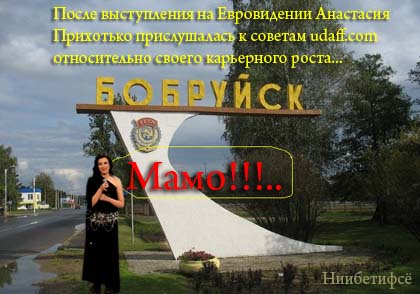 После выступления на Евровидении Анастасия
Прихотько прислушалась к советам udaff.com
относительно своего карьерного роста...
БОБРУЙСК
Мамо!!!..
Ниибетифсё